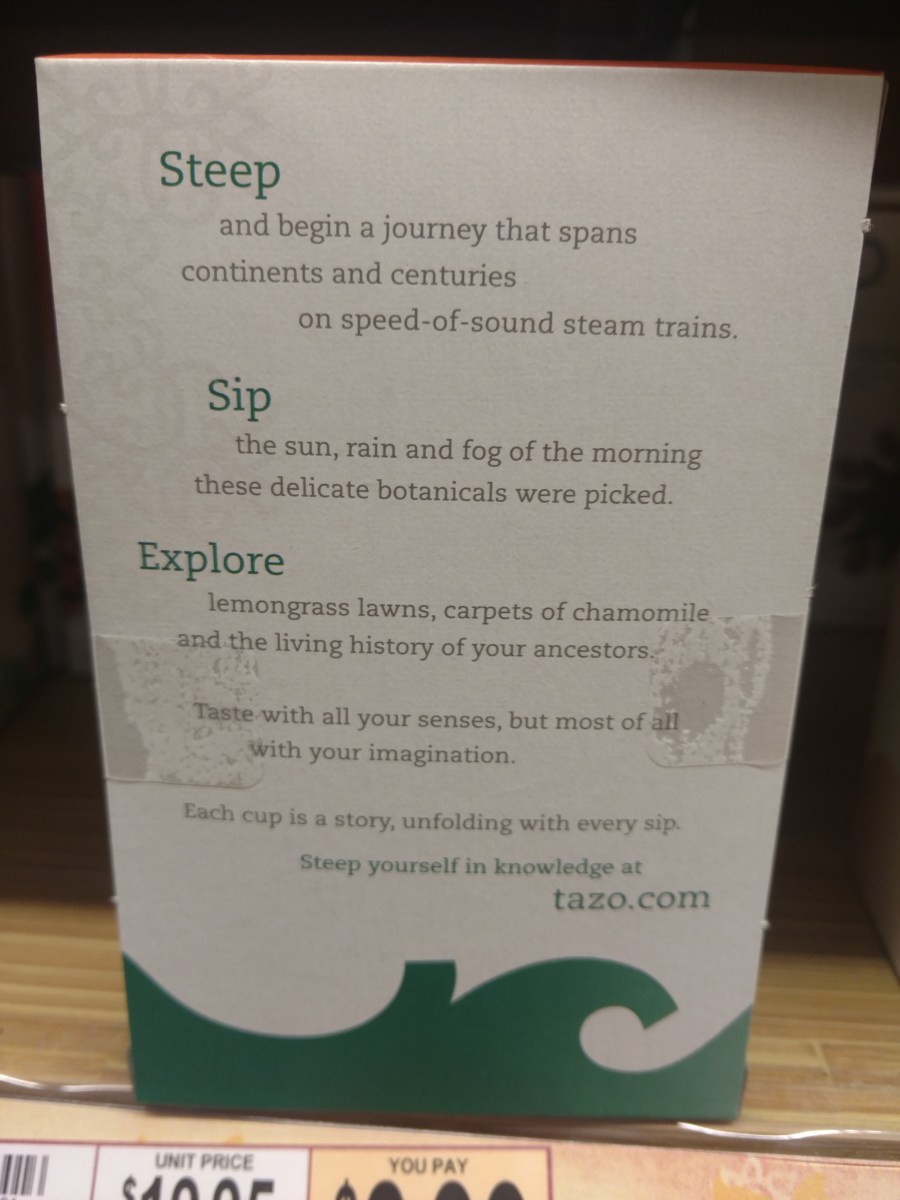 Steep
and begin a journey that spans
continents and centuries
on speed-of-sound steam trains.
Sip
the sun, rain and fog of the morning
these delicate botanicals were picked.
Explore
lemongrass lawns, carpets of chamomile
and the living history of your ancestors.
Taste with all your senses, but most of all
with your imagination.
Each cup is a story, unfolding with every sip.
Steep yourself in knowledge at
tazo.com
UNIT PRICE
YOU PAY